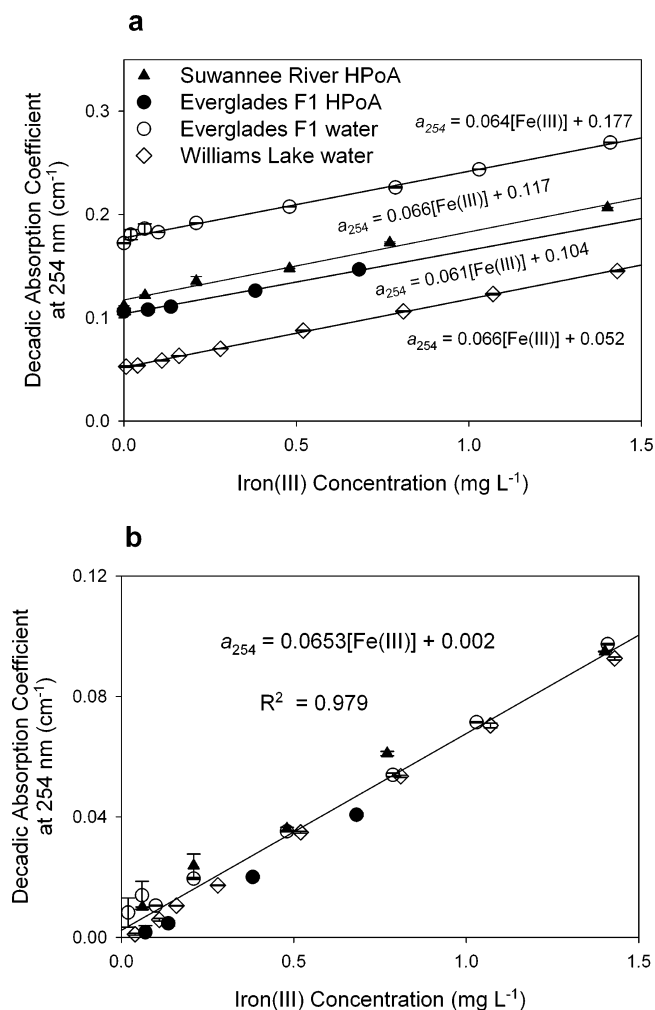 a
Suwannee River HPoA
Everglades F1 HPoA
Everglades F1 water
Williams Lake water
a254 = 0.064[Fe(III)] + 0.177
a254 = 0.066[Fe(III)] + 0.117
a254 = 0.061[Fe(III)] + 0.104
a254 = 0.066[Fe(III)] + 0.052
Decadic Absorption Coefficient
at 254 nm (cm-1)
0.3
0.2
0.1
0.0
0.0 0.5 1.0 1.5
Iron(III) Concentration (mg L-1)
b
a254 = 0.0653[Fe(III)] + 0.002
R2 = 0.979
Decadic Absorption Coefficient
at 254 nm (cm-1)
0.12
0.08
0.04
0.00
0.0 0.5 1.0 1.5
Iron(III) Concentration (mg L-1)